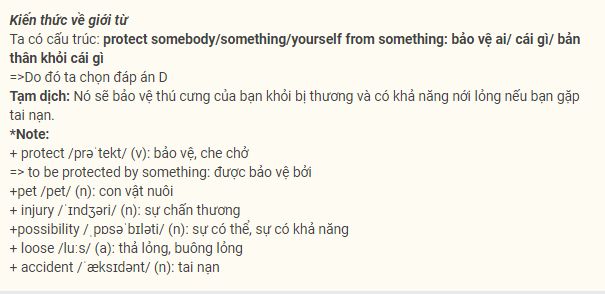 Kiến thức về giới từ
Ta có cấu trúc: protect somebody/something/yourself from something: bảo vệ ai/ cái gì/ bản
thân khỏi cái gì
=>Do đó ta chọn đáp án D
Tạm dịch: Nó sẽ bảo vệ thú cưng của bạn khỏi bị thương và có khả năng nới lỏng nếu bạn gặp
tai nạn.
*Note:
+ protect /prəˈtekt/ (v): bảo vệ, che chở
=> to be protected by something: được bảo vệ bởi
+pet /pet/ (n): con vật nuôi
+ injury /ˈɪndʒəri/ (n): sự chấn thương
+possibility /ˌpɒsəˈbɪləti/ (n): sự có thể, sự có khả năng
+ loose /luːs/ (a): thả lỏng, buông lỏng
+ accident /ˈæksɪdənt/ (n): tai nạn